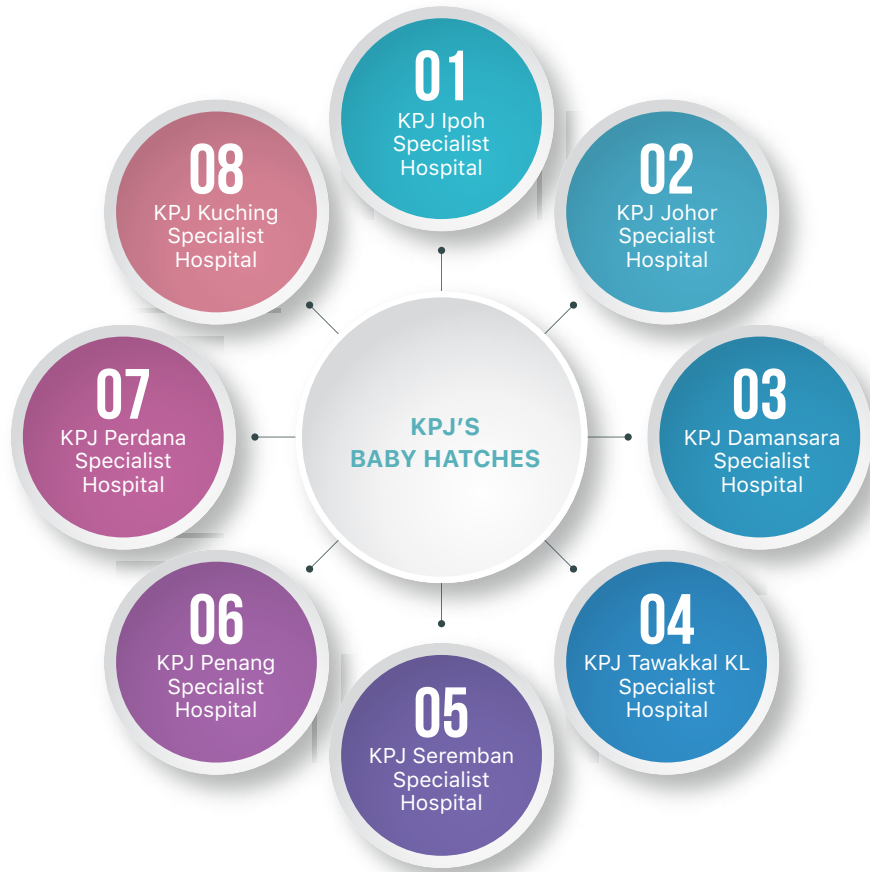 01
KPJ Ipoh
Specialist
Hospital
02
KPJ Johor
Specialist
Hospital
03
KPJ Damansara
Specialist
Hospital
04
KPJ Tawakkal KL
Specialist
Hospital
05
KPJ Seremban
Specialist
Hospital
06
KPJ Penang
Specialist
Hospital
07
KPJ Perdana
Specialist
Hospital
08
KPJ Kuching
Specialist
Hospital
KPJ’S
BABY HATCHES